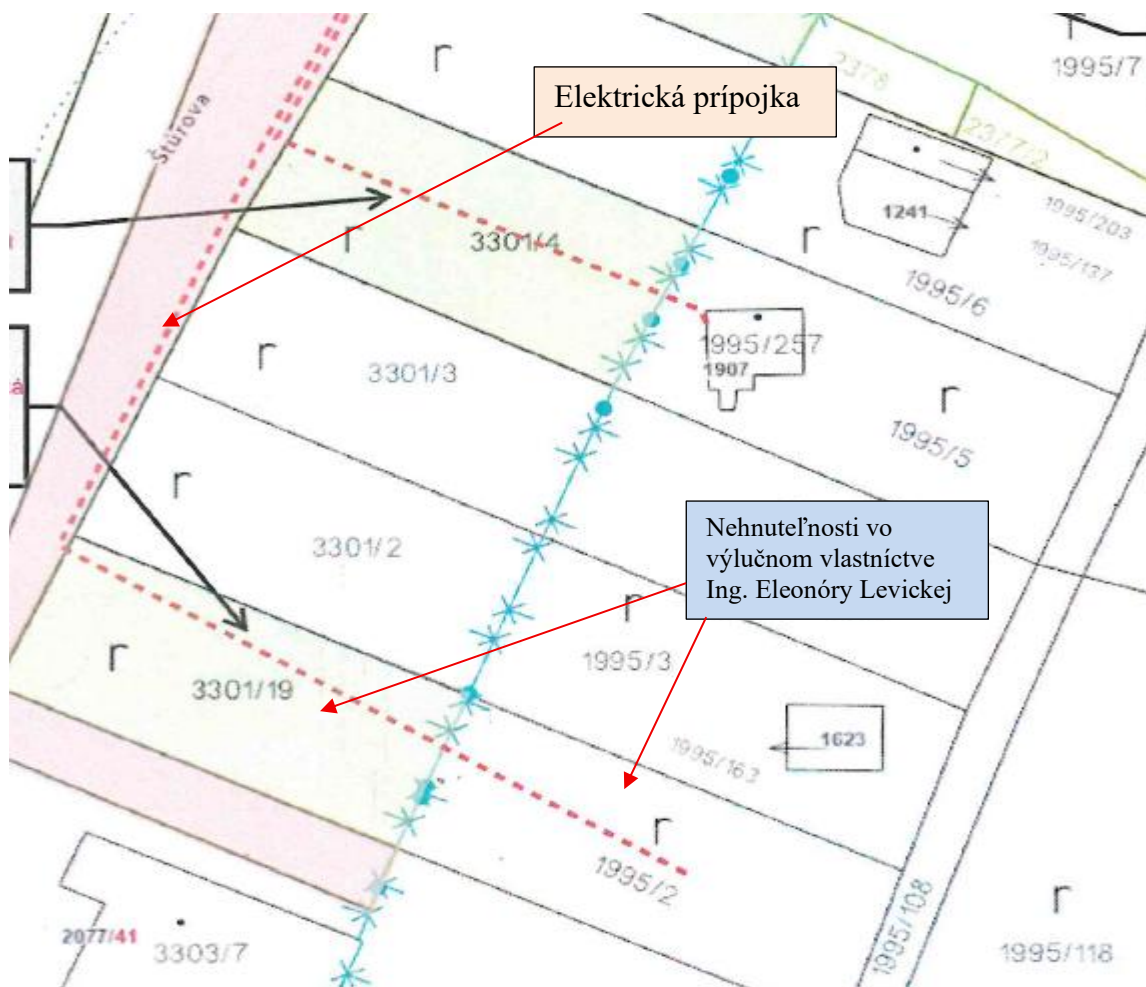 r
1995/7
2378
Elektrická prípojka
Štúrova
2377/2
1241
1995/203
r
3301/4
r
1995/137
1995/6
r
3301/3
1995/257
1907
r
1995/5
r
3301/2
Nehnuteľnosti vo
výlučnom vlastníctve
Ing. Eleonóry Levickej
r
1995/3
r
3301/19
1623
1995/163
r
1995/2
r
1995/108
2077/41
3303/7
1995/118